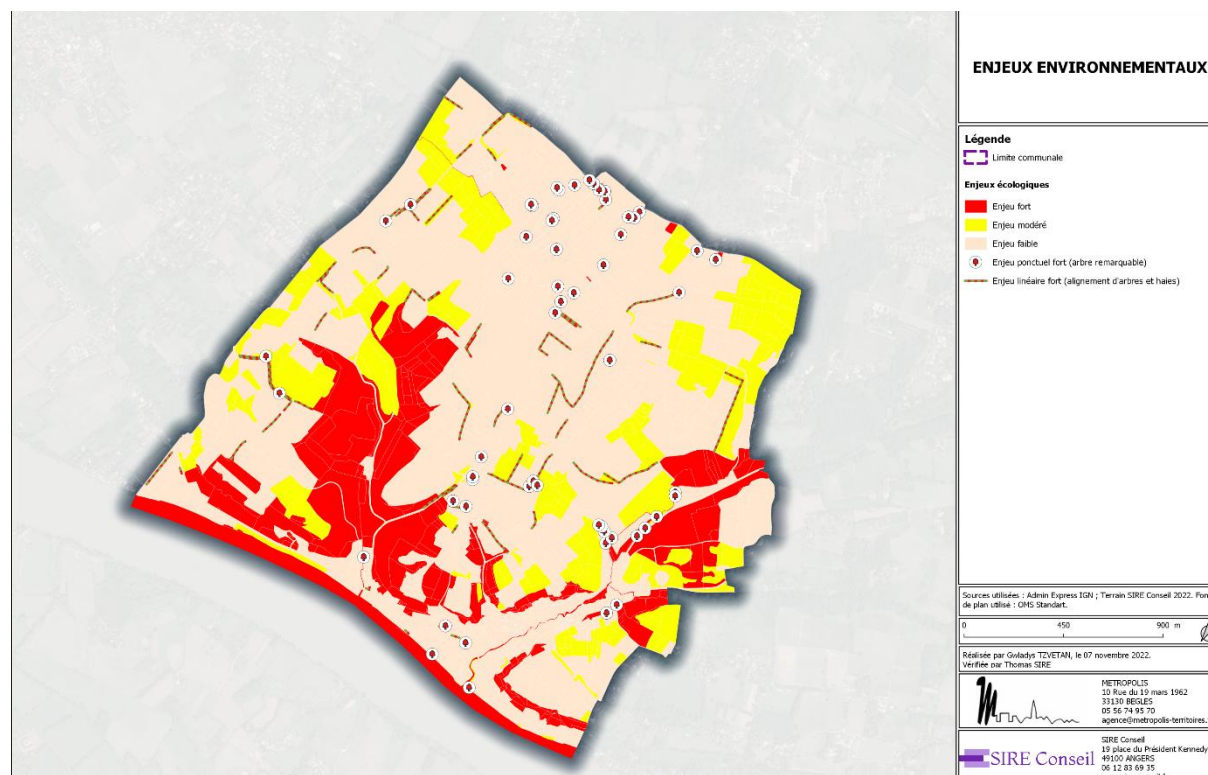 ENJEUX ENVIRONNEMENTAUX
Légende
Limite communale
Enjeux écologiques
Enjeu fort
Enjeu modéré
Enjeu faible
Enjeu ponctuel fort (arbre remarquable)
Enjeu linéaire fort (alignement d'arbres et haies)
Sources utilisées : Admin Express IGN ; Terrain SIRE Conseil 2022. Fon
de plan utilisé : OMS Standart.
0 450 900 m
Réalisée par Gwladys TZVETAN, le 07 novembre 2022.
Vérifiée par Thomas SIRE
METROPOLIS
10 Rue du 19 mars 1962
33130 BEGLES
05 56 74 95 70
agence@metropolis-territoires.
SIRE Conseil
SIRE Conseil
19 place du Président Kennedy
49100 ANGERS
06 12 83 69 35